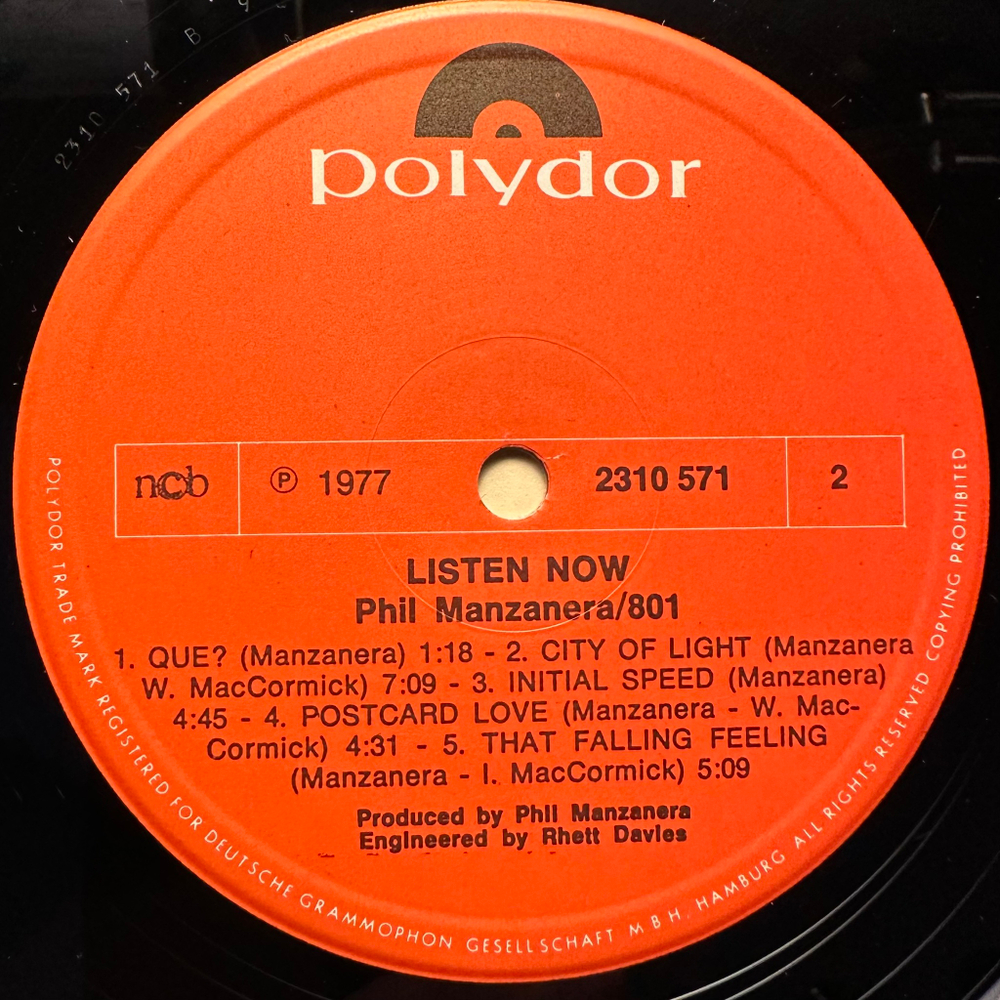 2310 571 B
polydor
ncb
℗ 1977
2310 571
2
LISTEN NOW
Phil Manzanera/801
1. QUE? (Manzanera) 1:18 - 2. CITY OF LIGHT (Manzanera
W. MacCormick) 7:09 - 3. INITIAL SPEED (Manzanera)
4:45 - 4. POSTCARD LOVE (Manzanera - W. Mac-
Cormick) 4:31 - 5. THAT FALLING FEELING
(Manzanera - I. MacCormick) 5:09
Produced by Phil Manzanera
Engineered by Rhett Davies
POLYDOR TRADE MARK REGISTERED FOR DEUTSCHE GRAMMOPHON GESELLSCHAFT M B H. HAMBURG ALL RIGHTS RESERVED COPYING PROHIBITED